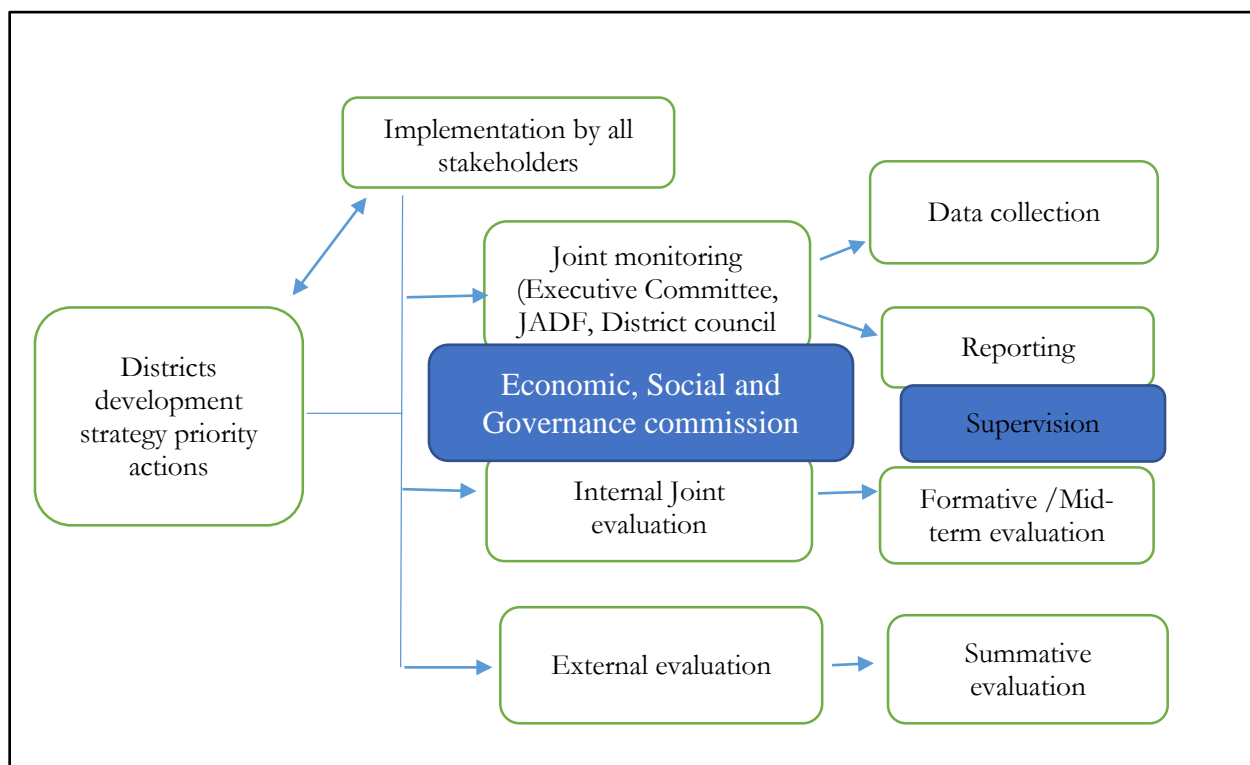 Implementation by all
stakeholders
Data collection
Joint monitoring
(Executive Committee,
JADF, District council
Reporting
Districts
development
strategy priority
actions
Economic, Social and
Governance commission
Supervision
Internal Joint
evaluation
Formative /Mid-
term evaluation
External evaluation
Summative
evaluation